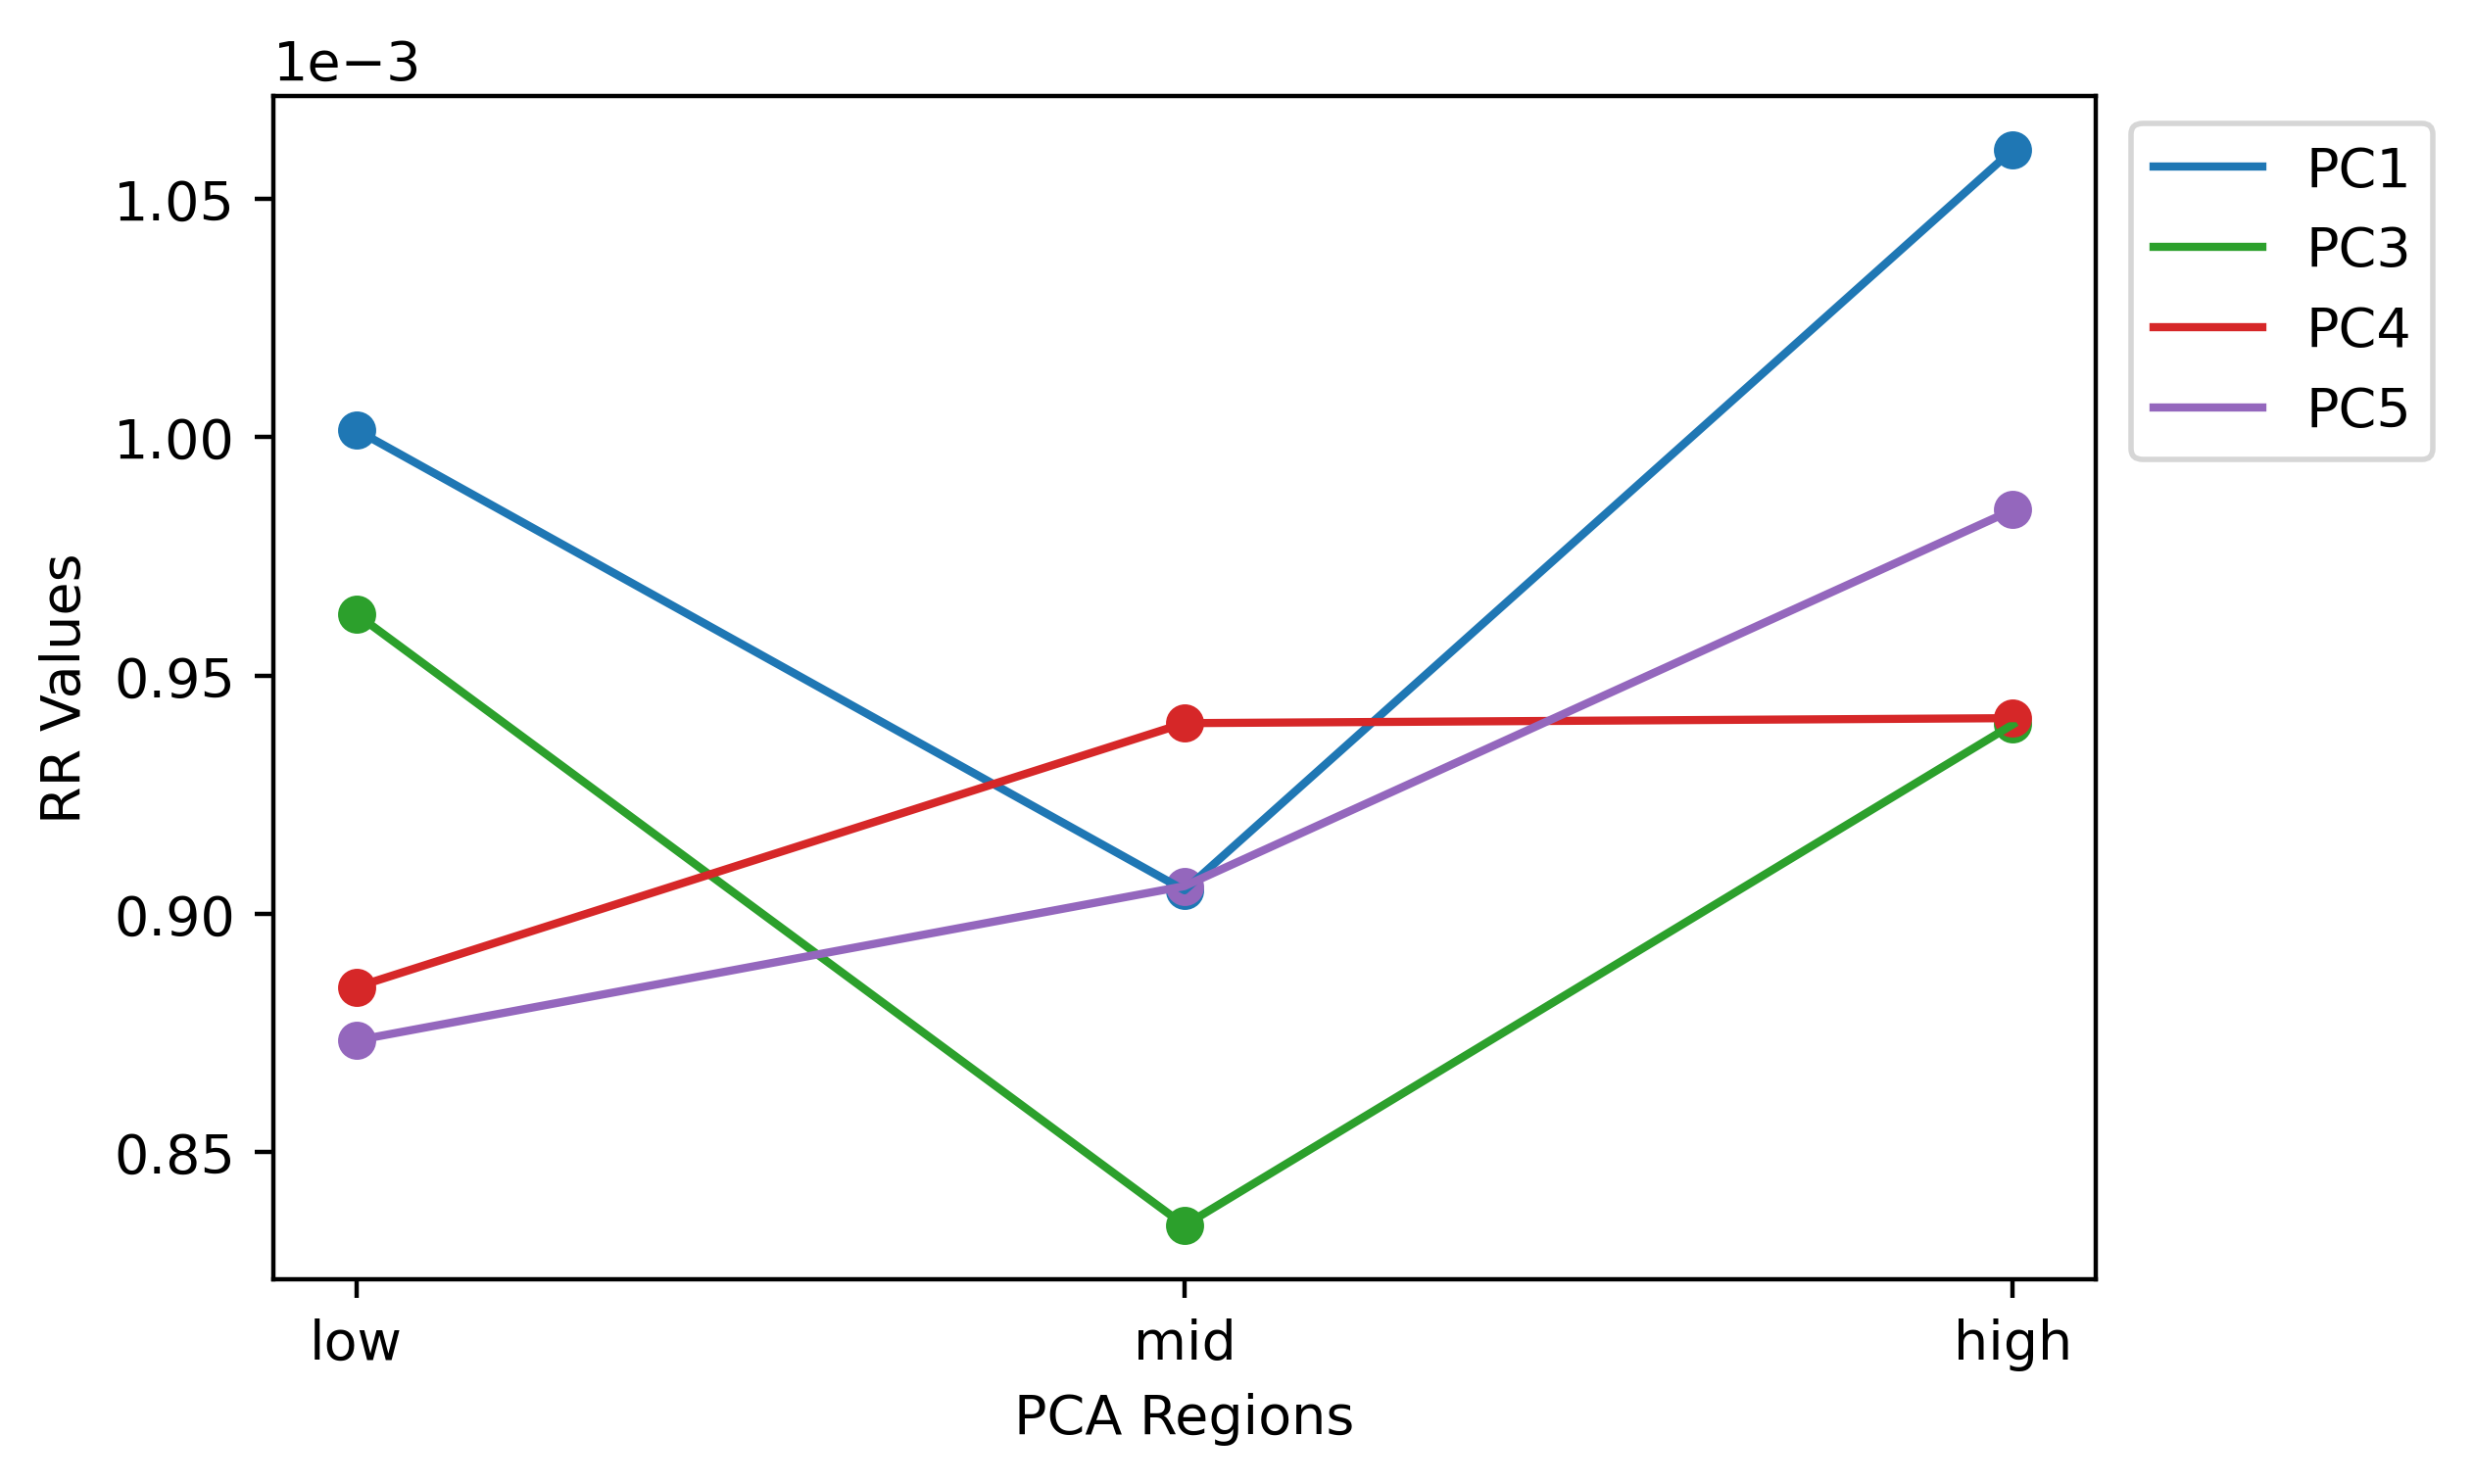 1e−3
1.05
1.00
0.95
0.90
0.85
RR Values
low
mid
high
PCA Regions
PC1
PC3
PC4
PC5